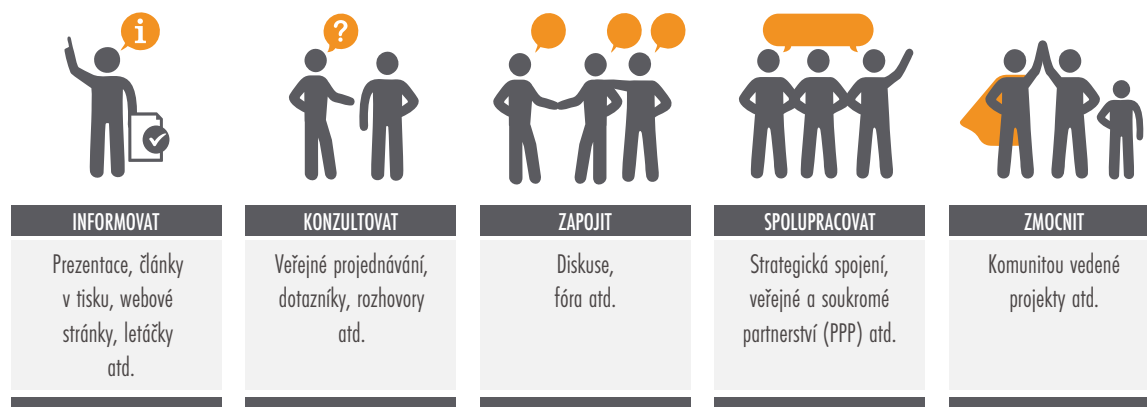 i
?
INFORMOVAT
Prezentace, články
v tisku, webové
stránky, letáčky
atd.
KONZULTOVAT
Veřejné projednávání,
dotazníky, rozhovory
atd.
ZAPOJIT
Diskuse,
fóra atd.
SPOLUPRACOVAT
Strategická spojení,
veřejné a soukromé
partnerství (PPP) atd.
ZMOCNIT
Komunitou vedené
projekty atd.